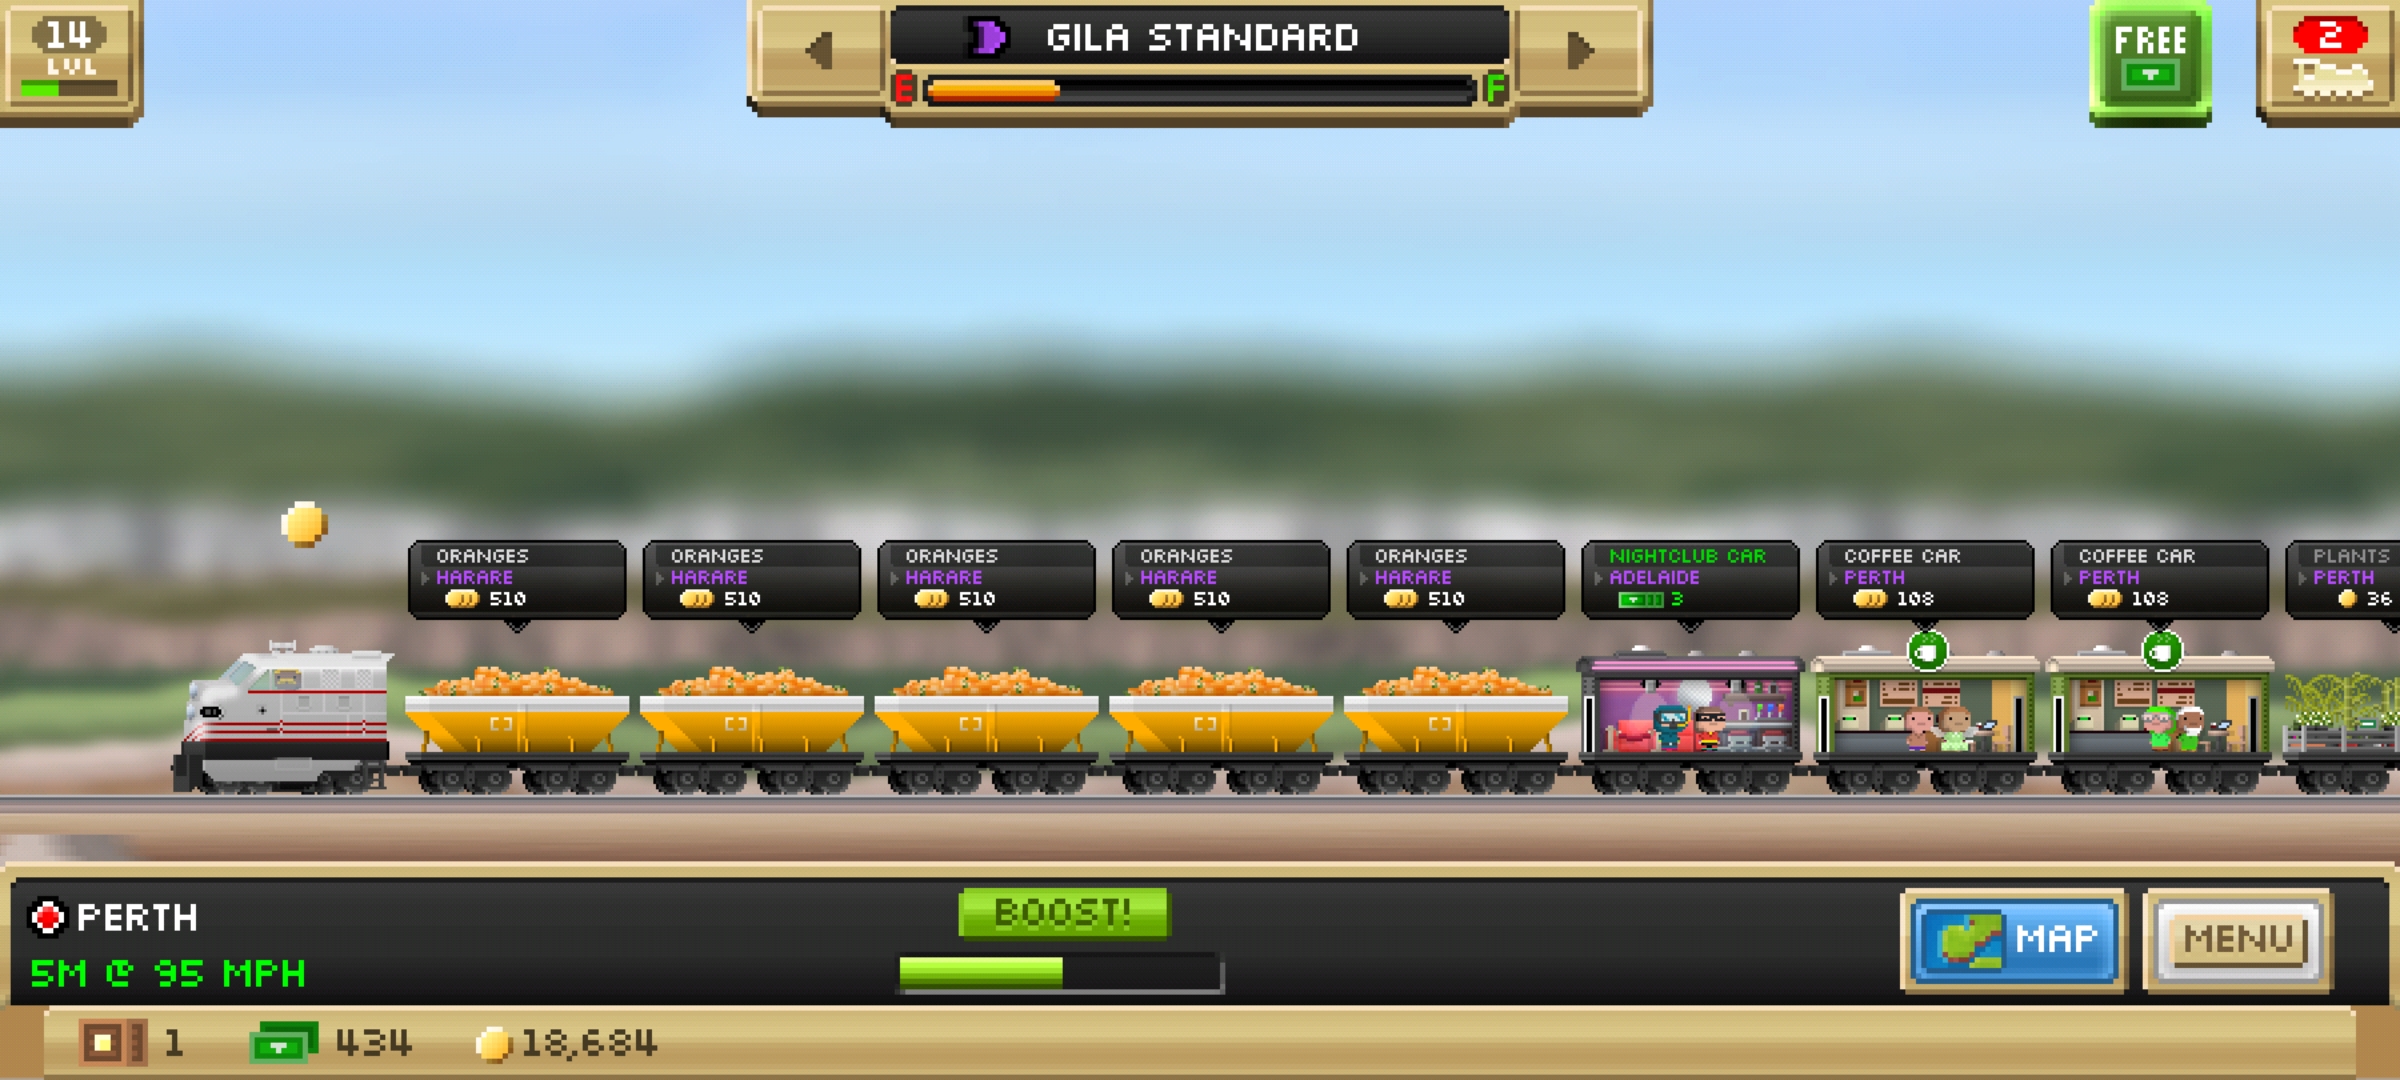 14
LVL
GILA STANDARD
E F
FREE
2
ORANGES
HARARE
510
ORANGES
HARARE
510
ORANGES
HARARE
510
ORANGES
HARARE
510
ORANGES
HARARE
510
NIGHTCLUB CAR
ADELAIDE
3
COFFEE CAR
PERTH
108
COFFEE CAR
PERTH
108
PLANTS
PERTH
36
PERTH
5M @ 95 MPH
BOOST!
MAP
MENU
1
434
18,684